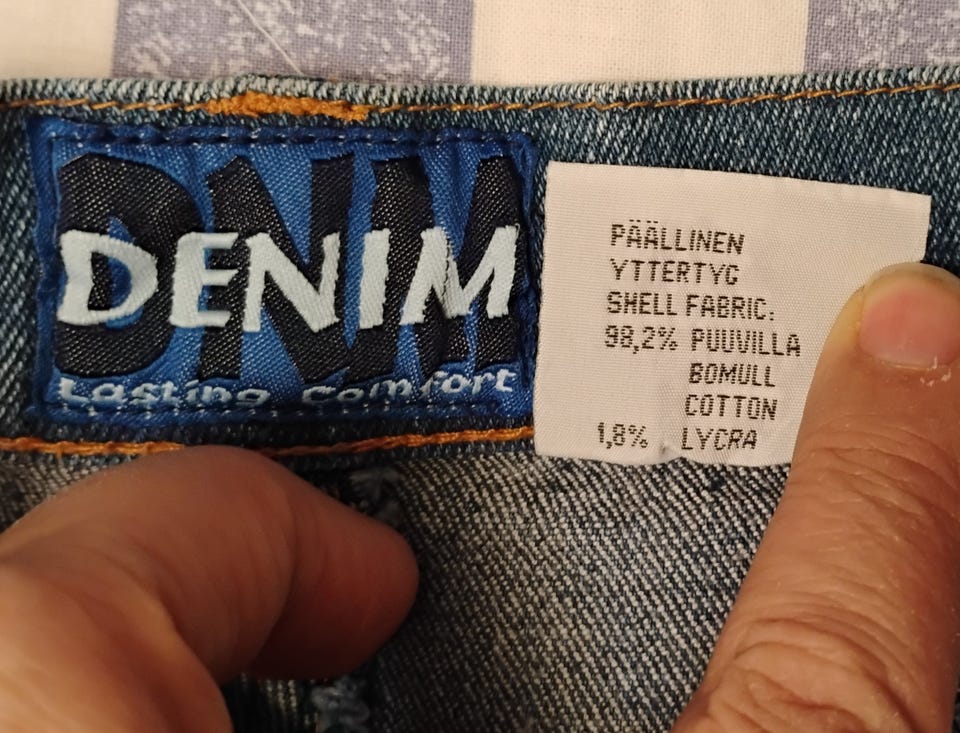 DNM
DENIM
Lasting Comfort
PÄÄLLINEN
YTTERTYG
SHELL FABRIC:
98,2% PUUVILLA
BOMULL
COTTON
1,8% LYCRA